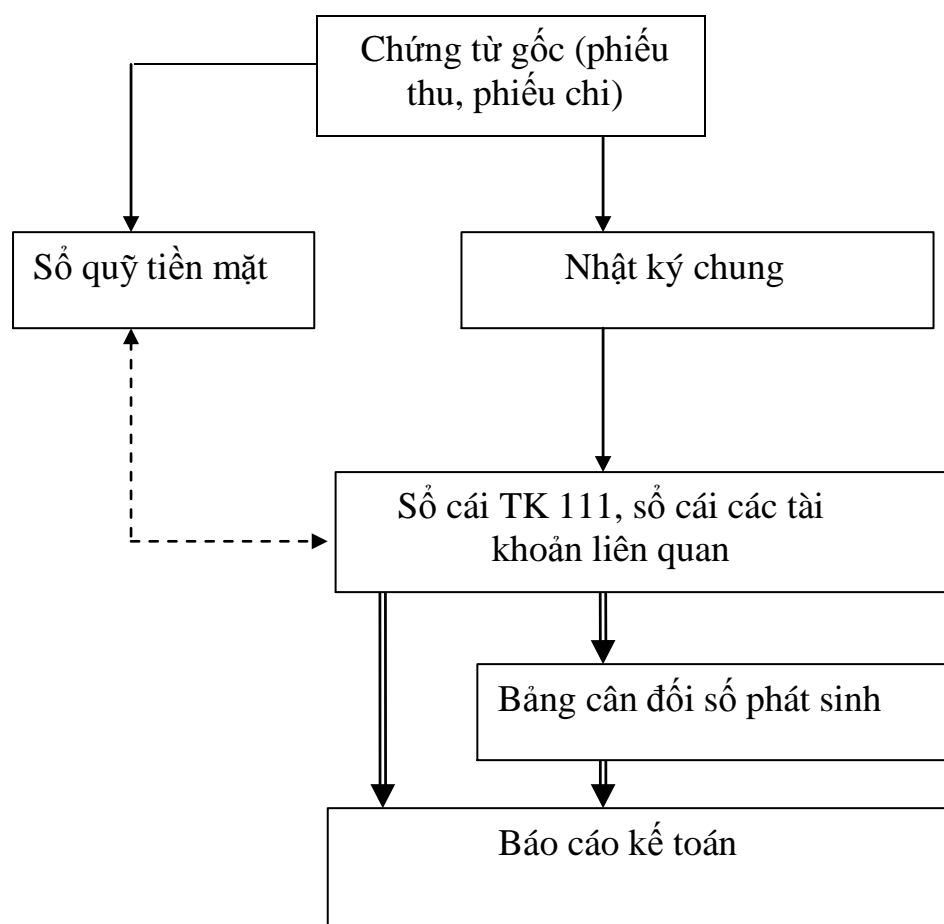 Chứng từ gốc (phiếu
thu, phiếu chi)
Sổ quỹ tiền mặt
Nhật ký chung
Sổ cái TK 111, sổ cái các tài
khoản liên quan
Bảng cân đối số phát sinh
Báo cáo kế toán